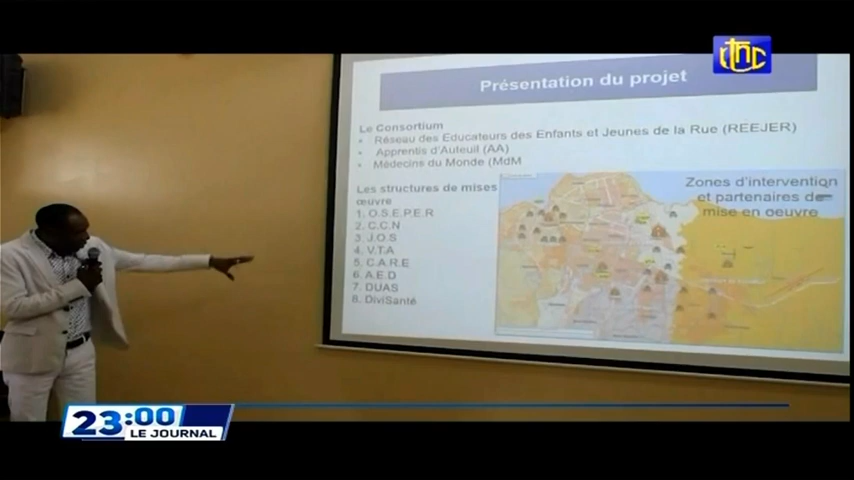 rtnc
Présentation du projet
Le Consortium
• Réseau des Educateurs des Enfants et Jeunes de la Rue (REEJER)
• Apprentis d'Auteuil (AA)
• Médecins du Monde (MdM
Les structures de mises
œuvre
1. O.S.E.P.E.R
2. C.C.N
3. J.O.S
4. V.T.A
5. C.A.R.E
6. A.E.D
7. DUAS
8. DiviSanté
Zones d'intervention
et partenaires de
mise en oeuvre
23:00
LE JOURNAL